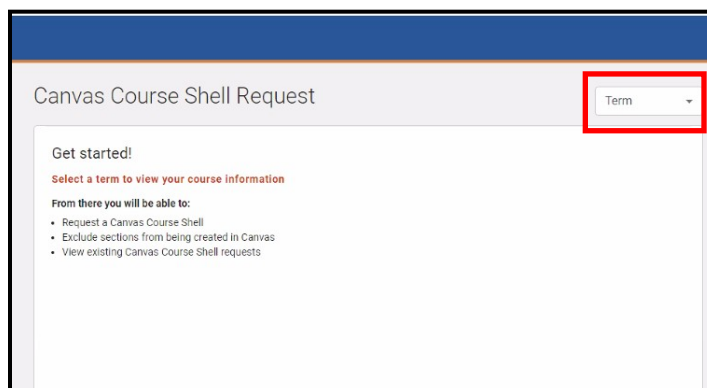 Canvas Course Shell Request
Term
Get started!
Select a term to view your course information
From there you will be able to:
• Request a Canvas Course Shell
• Exclude sections from being created in Canvas
• View existing Canvas Course Shell requests